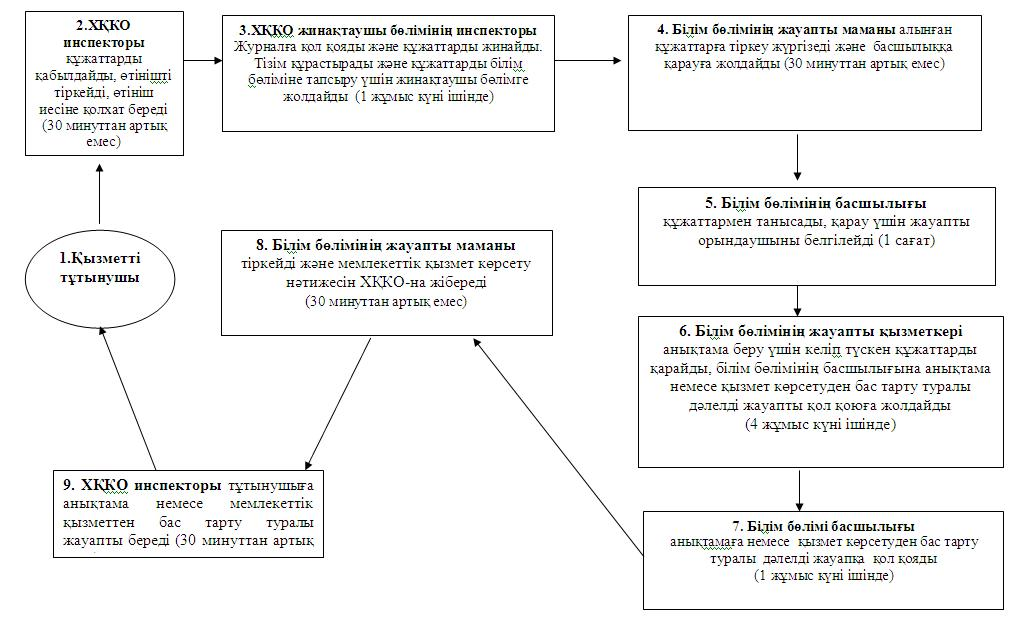 2.ХҚКО
инспекторы
құжаттарды
қабылдайды, өтінішті
тіркейді, өтініш
иесіне қолхат береді
(30 минуттан артық
емес)
3.ХҚКО жинақтаушы бөлімінің инспекторы
Журналға қол қояды және құжаттарды жинайды.
Тізім құрастырады және құжаттарды білім
бөліміне тапсыру үшін жинақтаушы бөлімге
жолдайды (1 жұмыс күні ішінде)
4. Білім бөлімінің жауапты маманы алынған
құжаттарға тіркеу жүргізеді және басшылыққа
қарауға жолдайды (30 минуттан артық емес)
5. Білім бөлімінің басшылығы
құжаттармен танысады, қарау үшін жауапты
орындаушыны белгілейді (1 сағат)
1.Қызметті
тұтынушы
8. Білім бөлімінің жауапты маманы
тіркейді және мемлекеттік қызмет көрсету
нәтижесін ХҚКО-на жібереді
(30 минуттан артық емес)
6. Білім бөлімінің жауапты қызметкері
анықтама беру үшін келіп түскен құжаттарды
қарайды, білім бөлімінің басшылығына анықтама
немесе қызмет көрсетуден бас тарту туралы
дәлелді жауапты қол қоюға жолдайды
(4 жұмыс күні ішінде)
9. ХҚКО инспекторы тұтынушыға
анықтама немесе мемлекеттік
қызметтен бас тарту туралы
жауапты береді (30 минуттан артық
7. Білім бөлімі басшылығы
анықтамаға немесе қызмет көрсетуден бас тарту
туралы дәлелді жауапқа қол қояды
(1 жұмыс күні ішінде)